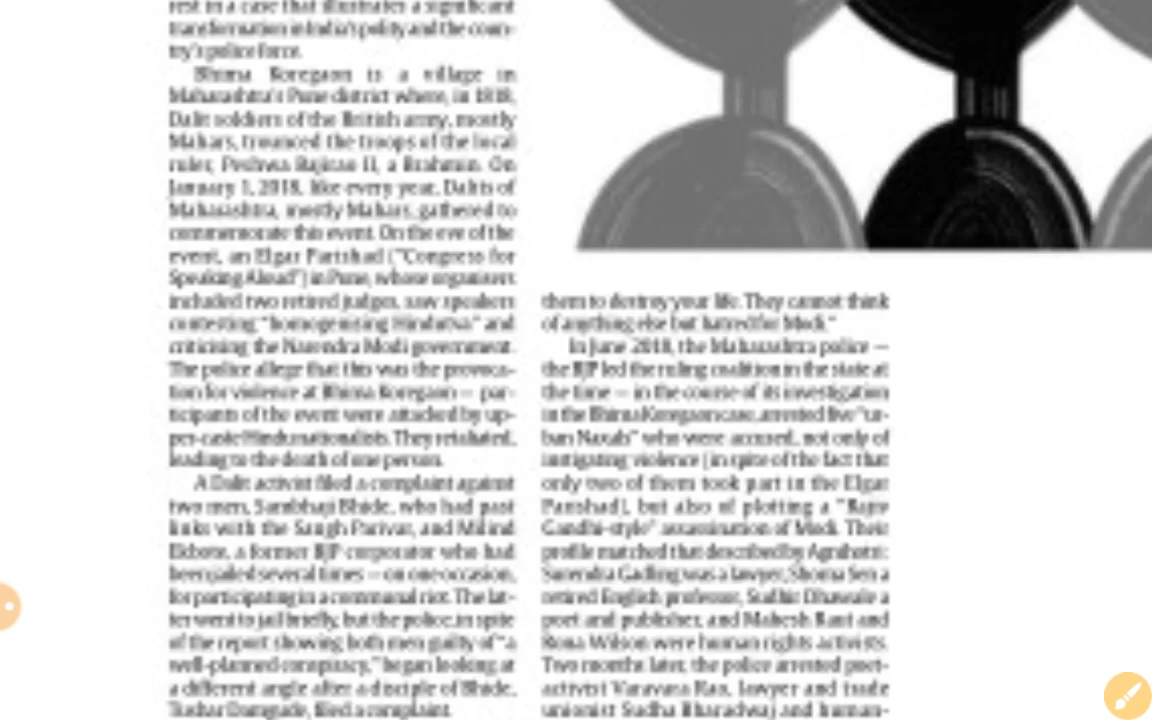 rest in a case that illustrates a significant
transformation in India's polity and the coun-
try's police force.
Bhima Koregaon is a village in
Maharashtra's Pune district where, in 1818,
Dalit soldiers of the British army, mostly
Mahars, trounced the troops of the local
ruler, Peshwa Bajirao II, a Brahmin. On
January 1, 2018, like every year, Dalits of
Maharashtra, mostly Mahars, gathered to
commemorate this event. On the eve of the
event, an Elgar Parishad ("Congress for
Speaking Aloud") in Pune, whose organisers
included two retired judges, saw speakers
contesting "homogenising Hindutva" and
criticising the Narendra Modi government.
The police allege that this was the provoca-
tion for violence at Bhima Koregaon — par-
ticipants of the event were attacked by up-
per-caste Hindu nationalists. They retaliated,
leading to the death of one person.
A Dalit activist filed a complaint against
two men, Sambhaji Bhide, who had past
links with the Sangh Parivar, and Milind
Ekbote, a former BJP corporator who had
been jailed several times — on one occasion,
for participating in a communal riot. The lat-
ter went to jail briefly, but the police, in spite
of the report showing both men guilty of "a
well-planned conspiracy," began looking at
a different angle after a disciple of Bhide,
Tushar Damgude, filed a complaint.
them to destroy your life. They cannot think
of anything else but hatred for Modi."
In June 2018, the Maharashtra police —
the BJP led the ruling coalition in the state at
the time — in the course of its investigation
in the Bhima Koregaon case, arrested five "ur-
ban Naxals" who were accused, not only of
instigating violence (in spite of the fact that
only two of them took part in the Elgar
Parishad), but also of plotting a "Rajiv
Gandhi-style" assassination of Modi. Their
profile matched that described by Agnihotri:
Surendra Gadling was a lawyer, Shoma Sen a
retired English professor, Sudhir Dhawale a
poet and publisher, and Mahesh Raut and
Rona Wilson were human rights activists.
Two months later, the police arrested poet-
activist Varavara Rao, lawyer and trade
unionist Sudha Bharadwaj and human-